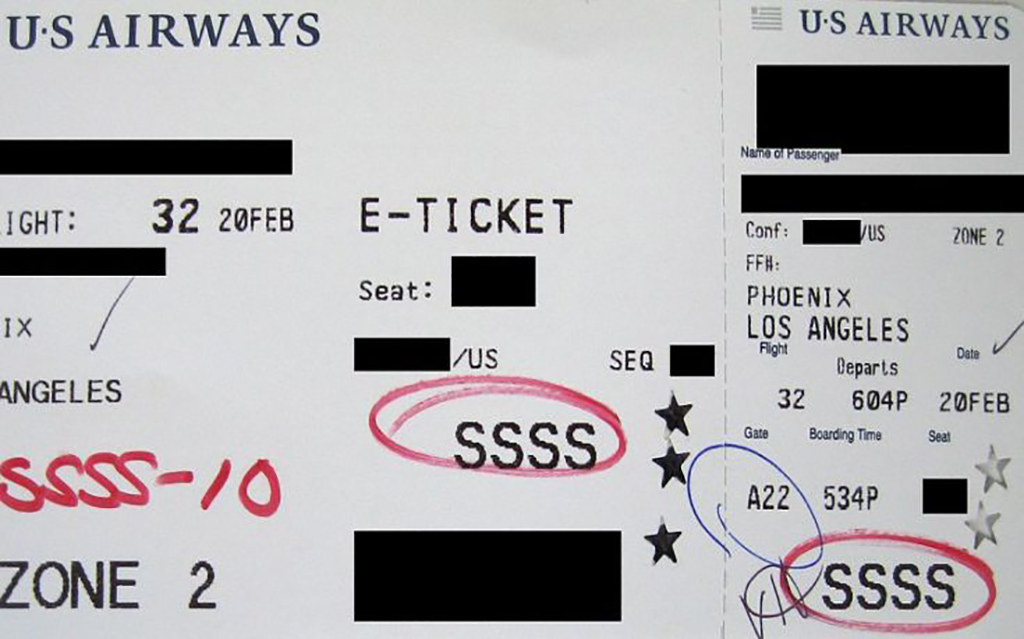 U·S AIRWAYS
IGHT: 32 20FEB
IX
ANGELES
SSSS-10
ZONE 2
E-TICKET
Seat:
/US SEQ
SSSS
U·S AIRWAYS
Name of Passenger
Conf: /US ZONE 2
FF#:
PHOENIX
LOS ANGELES
Flight Departs Date
32 604P 20FEB
Gate Boarding Time Seat
A22 534P
SSSS